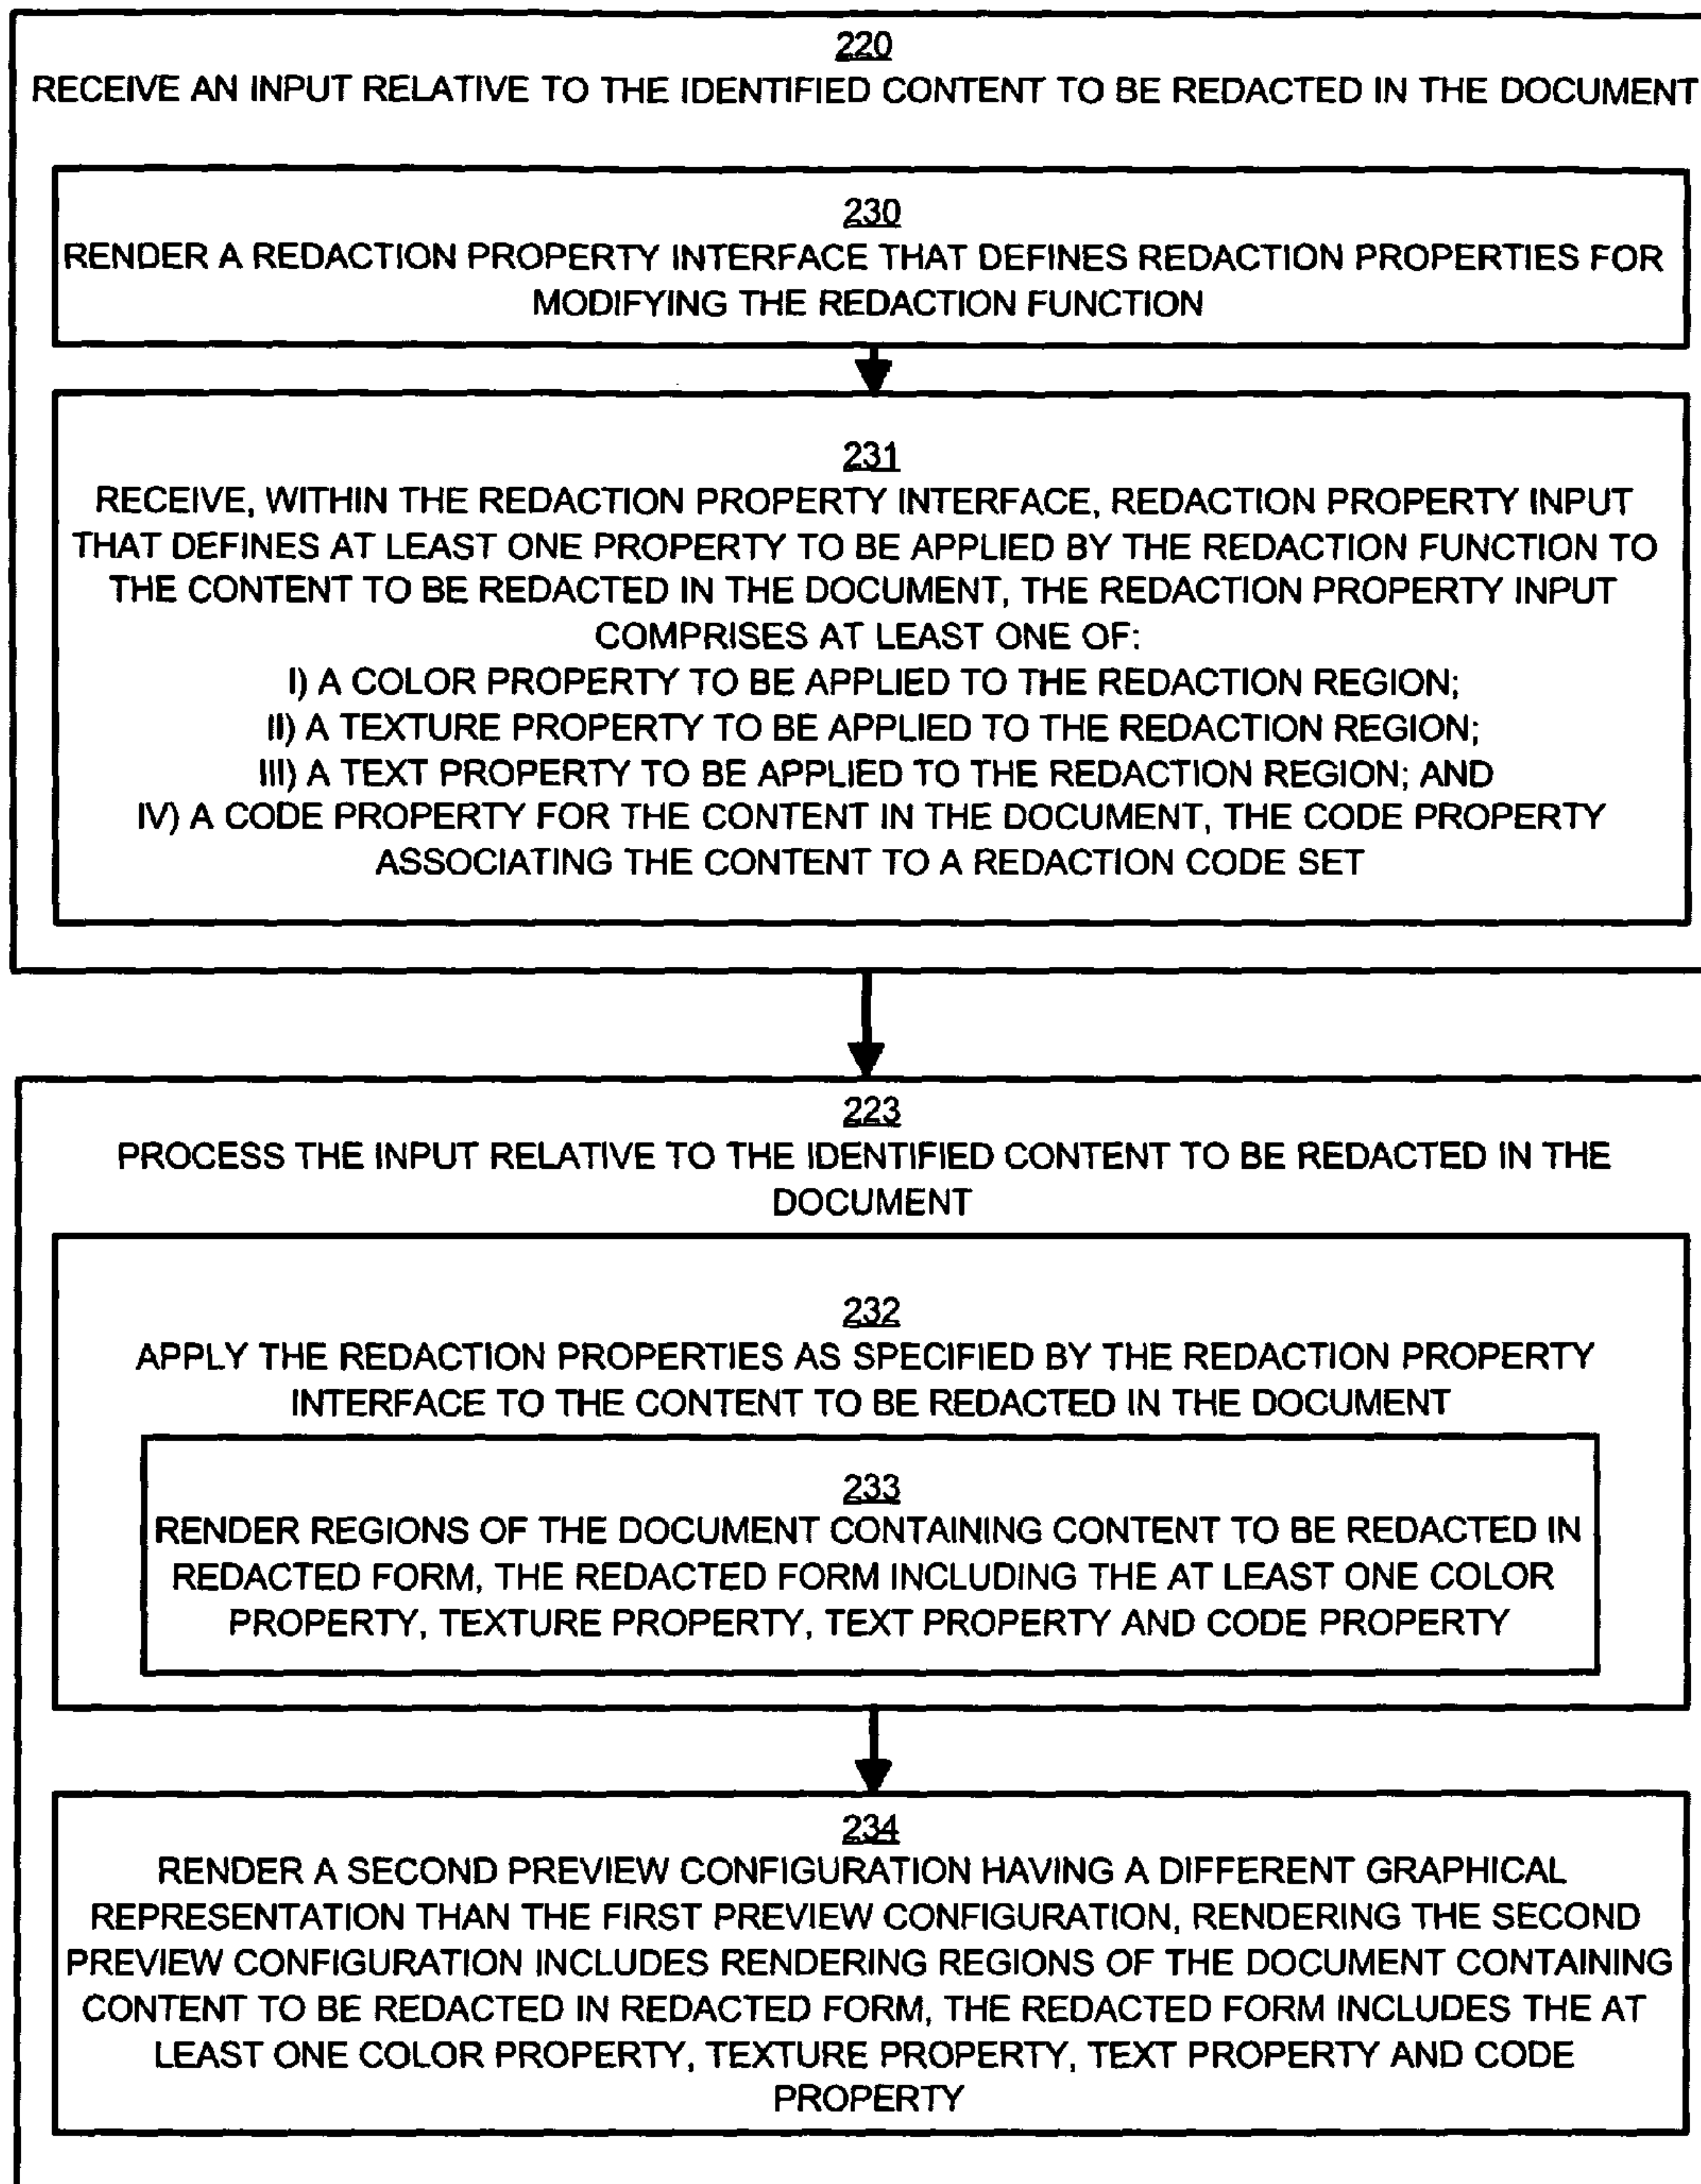 220
RECEIVE AN INPUT RELATIVE TO THE IDENTIFIED CONTENT TO BE REDACTED IN THE DOCUMENT
230
RENDER A REDACTION PROPERTY INTERFACE THAT DEFINES REDACTION PROPERTIES FOR
MODIFYING THE REDACTION FUNCTION
231
RECEIVE, WITHIN THE REDACTION PROPERTY INTERFACE, REDACTION PROPERTY INPUT
THAT DEFINES AT LEAST ONE PROPERTY TO BE APPLIED BY THE REDACTION FUNCTION TO
THE CONTENT TO BE REDACTED IN THE DOCUMENT, THE REDACTION PROPERTY INPUT
COMPRISES AT LEAST ONE OF:
I) A COLOR PROPERTY TO BE APPLIED TO THE REDACTION REGION;
II) A TEXTURE PROPERTY TO BE APPLIED TO THE REDACTION REGION;
III) A TEXT PROPERTY TO BE APPLIED TO THE REDACTION REGION; AND
IV) A CODE PROPERTY FOR THE CONTENT IN THE DOCUMENT, THE CODE PROPERTY
ASSOCIATING THE CONTENT TO A REDACTION CODE SET
223
PROCESS THE INPUT RELATIVE TO THE IDENTIFIED CONTENT TO BE REDACTED IN THE
DOCUMENT
232
APPLY THE REDACTION PROPERTIES AS SPECIFIED BY THE REDACTION PROPERTY
INTERFACE TO THE CONTENT TO BE REDACTED IN THE DOCUMENT
233
RENDER REGIONS OF THE DOCUMENT CONTAINING CONTENT TO BE REDACTED IN
REDACTED FORM, THE REDACTED FORM INCLUDING THE AT LEAST ONE COLOR
PROPERTY, TEXTURE PROPERTY, TEXT PROPERTY AND CODE PROPERTY
234
RENDER A SECOND PREVIEW CONFIGURATION HAVING A DIFFERENT GRAPHICAL
REPRESENTATION THAN THE FIRST PREVIEW CONFIGURATION, RENDERING THE SECOND
PREVIEW CONFIGURATION INCLUDES RENDERING REGIONS OF THE DOCUMENT CONTAINING
CONTENT TO BE REDACTED IN REDACTED FORM, THE REDACTED FORM INCLUDES THE AT
LEAST ONE COLOR PROPERTY, TEXTURE PROPERTY, TEXT PROPERTY AND CODE
PROPERTY